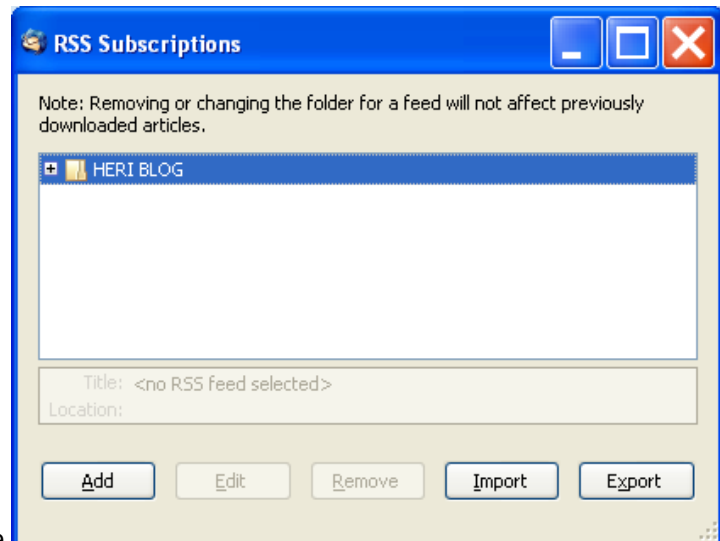 RSS Subscriptions
Note: Removing or changing the folder for a feed will not affect previously
downloaded articles.
HERI BLOG
Title: <no RSS feed selected>
Location:
Add Edit Remove Import Export